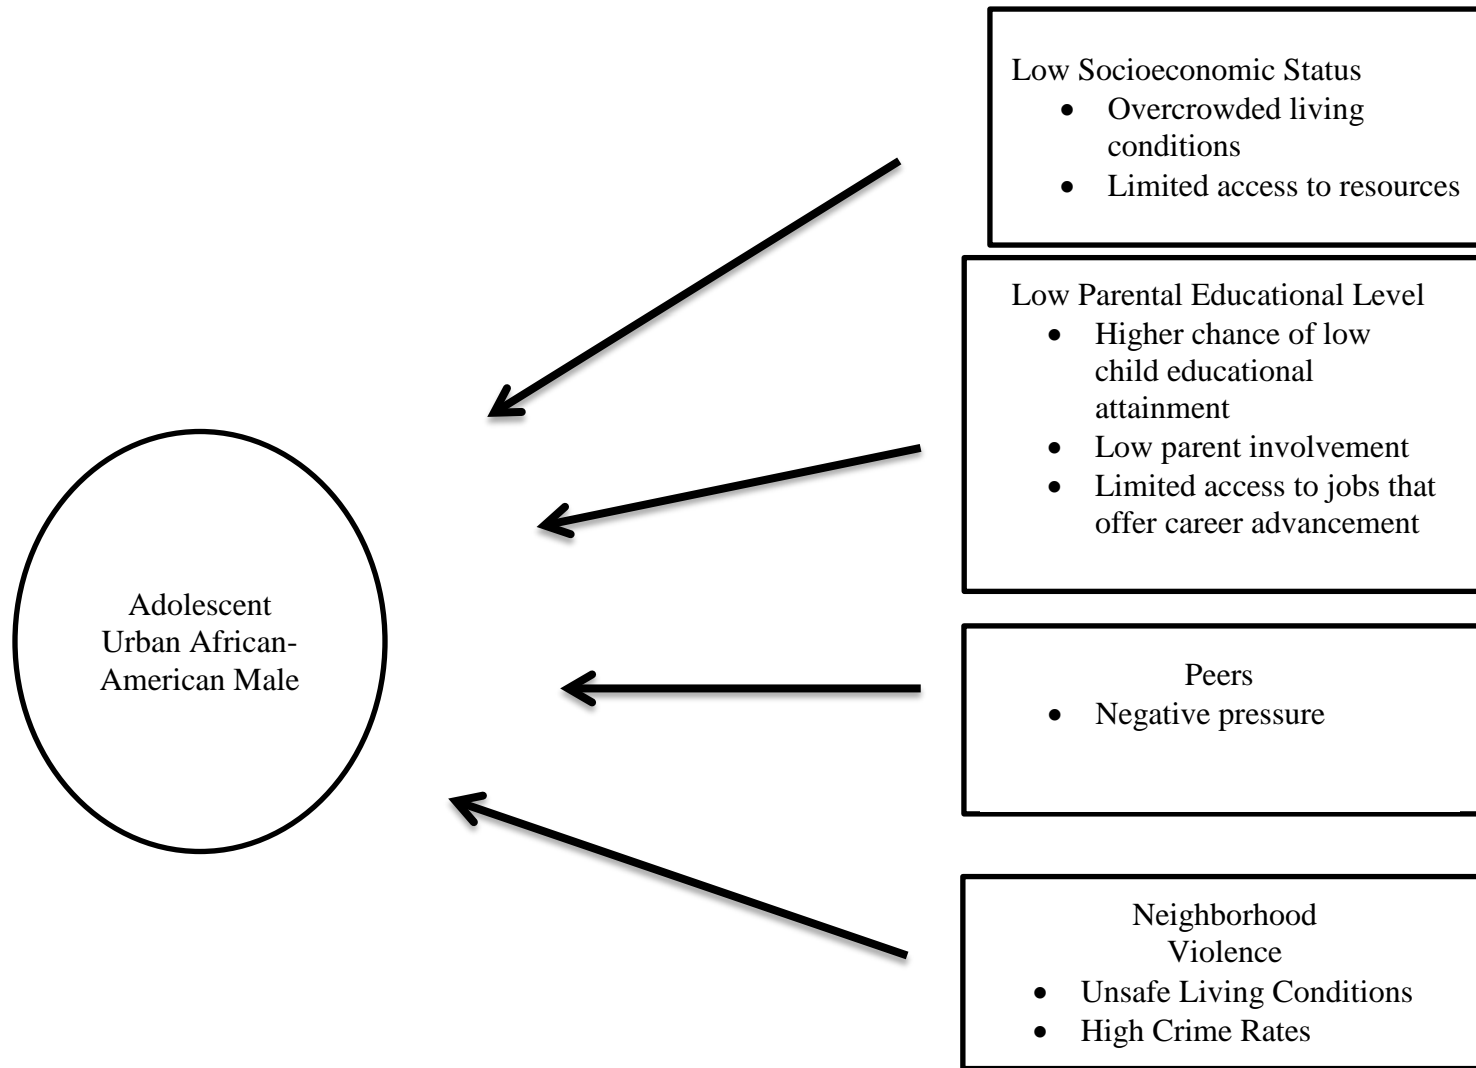 Low Socioeconomic Status
• Overcrowded living
conditions
• Limited access to resources
Low Parental Educational Level
• Higher chance of low
child educational
attainment
• Low parent involvement
• Limited access to jobs that
offer career advancement
Adolescent
Urban African-
American Male
Peers
• Negative pressure
Neighborhood
Violence
• Unsafe Living Conditions
• High Crime Rates